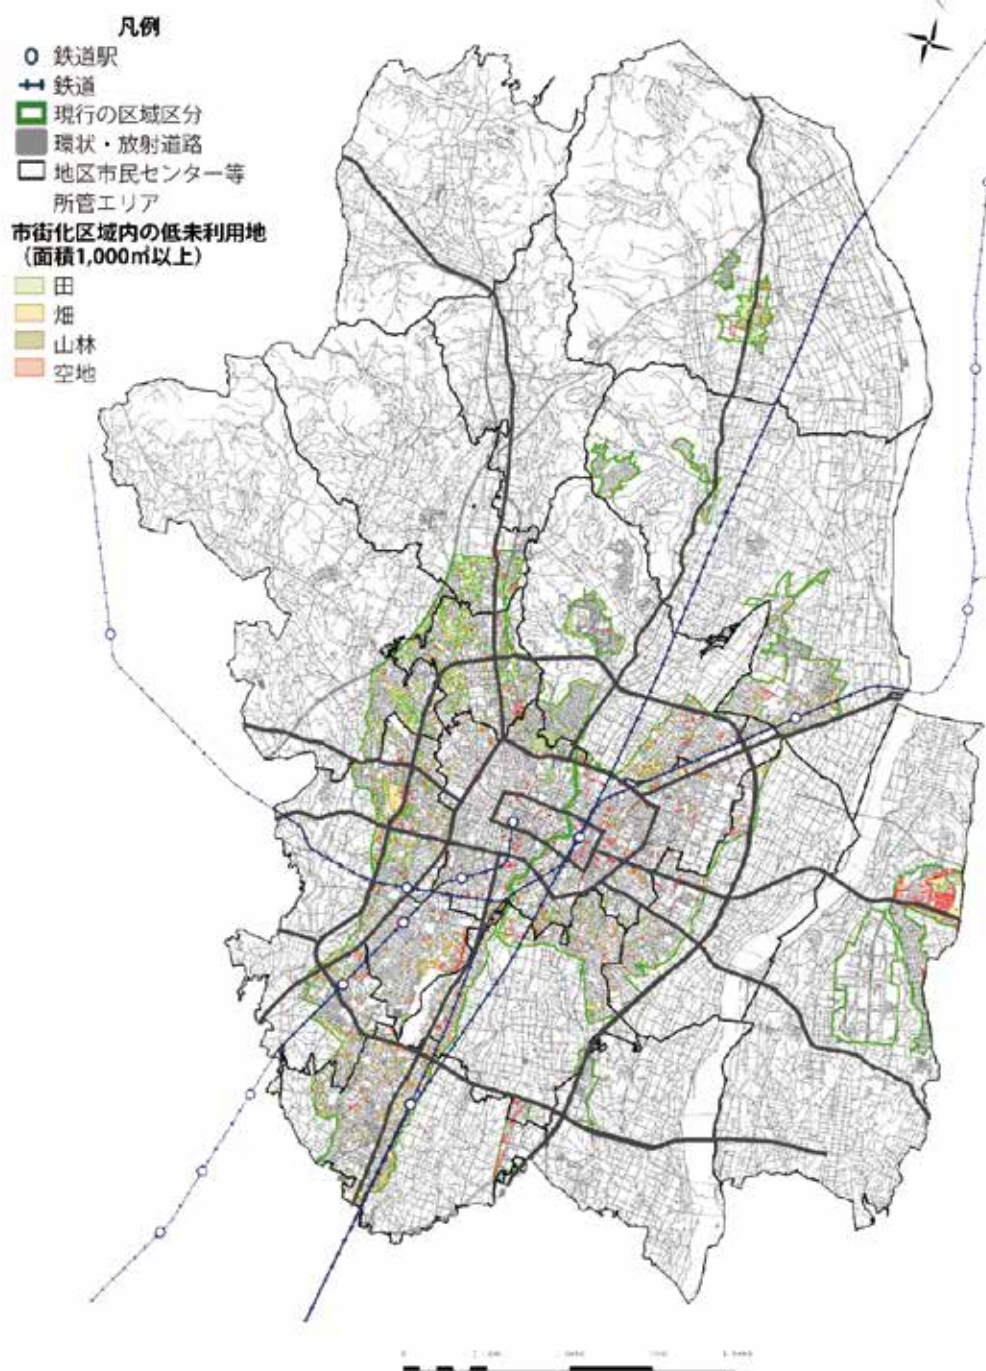 凡例
鉄道駅
鉄道
現行の区域区分
環状・放射道路
地区市民センター等
所管エリア
市街化区域内の低未利用地
(面積1,000㎡以上)
田
畑
山林
空地